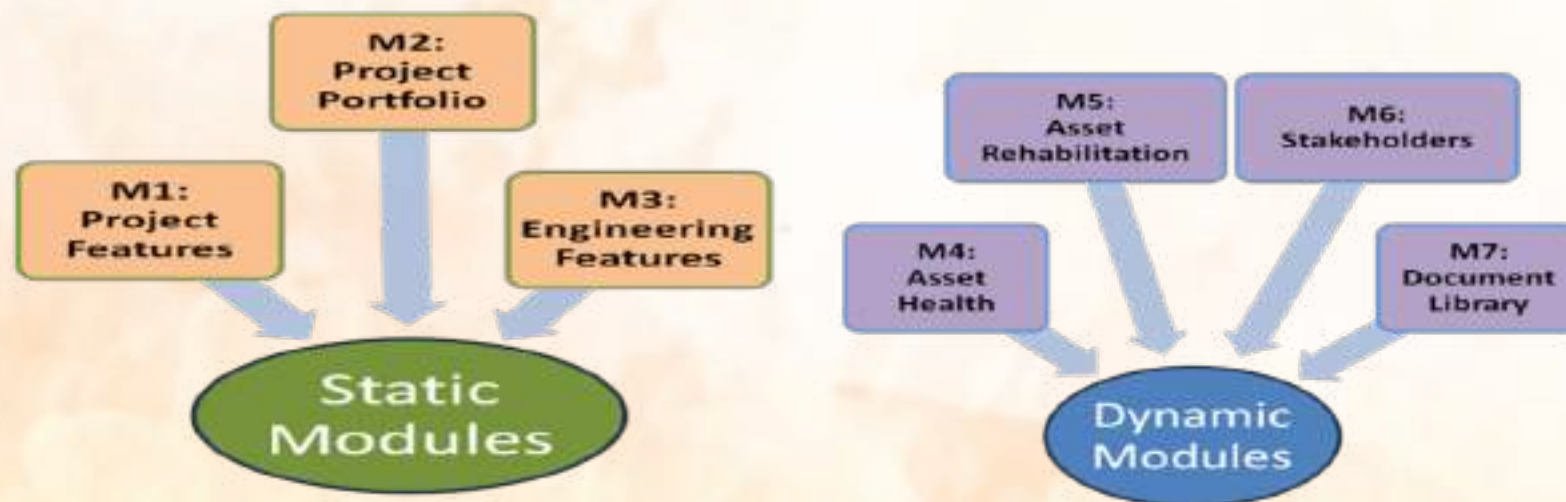 M1:
Project
Features
M2:
Project
Portfolio
M3:
Engineering
Features
Static
Modules
M4:
Asset
Health
M5:
Asset
Rehabilitation
M6:
Stakeholders
M7:
Document
Library
Dynamic
Modules